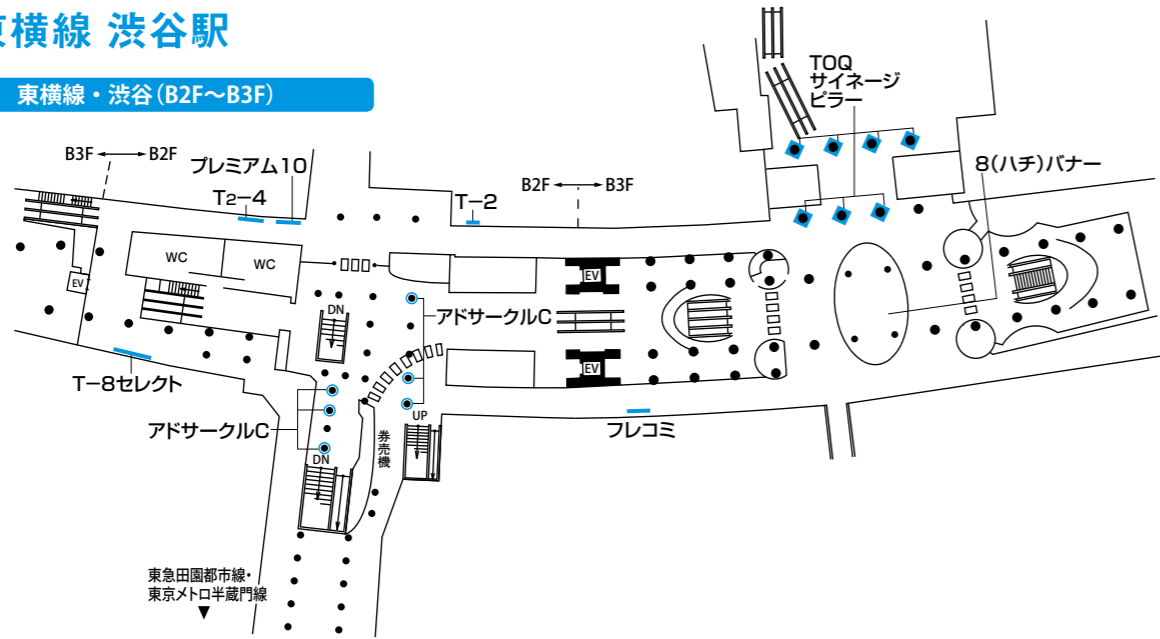 東横線 渋谷駅
東横線・渋谷(B2F〜B3F)
TOQ
サイネージ
ピラー
B3F B2F
プレミアム10
T2−4
B2F B3F
T−2
8(ハチ)バナー
WC
WC
EV
EV
DN
アドサークルC
EV
T−8セレクト
アドサークルC
UP
券売機
フレコミ
DN
東急田園都市線・
東京メトロ半蔵門線